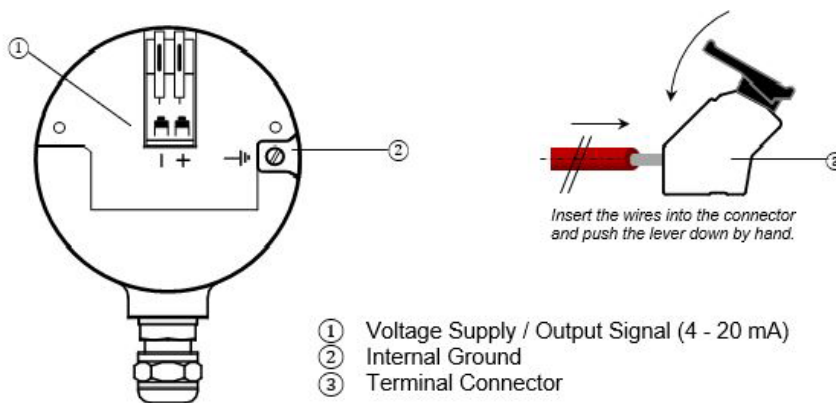 ①
②
− +
③
Insert the wires into the connector
and push the lever down by hand.
① Voltage Supply / Output Signal (4 - 20 mA)
② Internal Ground
③ Terminal Connector